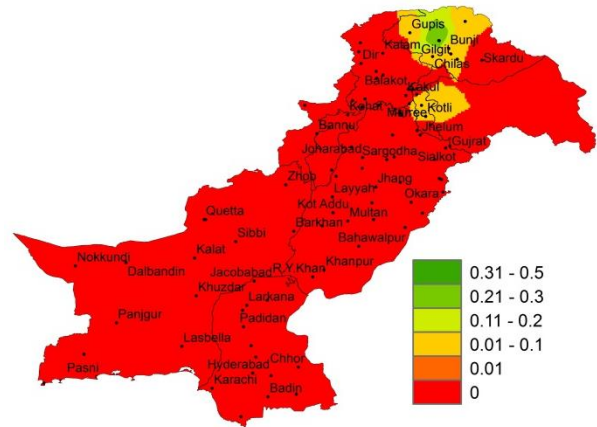 Gupis
Bunji
Kalam
Gilgit
Dir
Chilas
Skardu
Balakot
Kakul
Kohat
Kotli
Murree
Bannu
Jhelum
Gujrat
Joharabad
Sargodha
Sialkot
Zhob
Jhang
Layyah
Okara
Kot Addu
Quetta
Multan
Barkhan
Sibbi
Bahawalpur
Kalat
Nokkundi
Dalbandin
Jacobabad
R.Y.Khan
Khanpur
Khuzdar
Larkana
Panjgur
Padidan
Lasbella
Pasni
Hyderabad
Chhor
Karachi
Badin
0.31 - 0.5
0.21 - 0.3
0.11 - 0.2
0.01 - 0.1
0.01
0